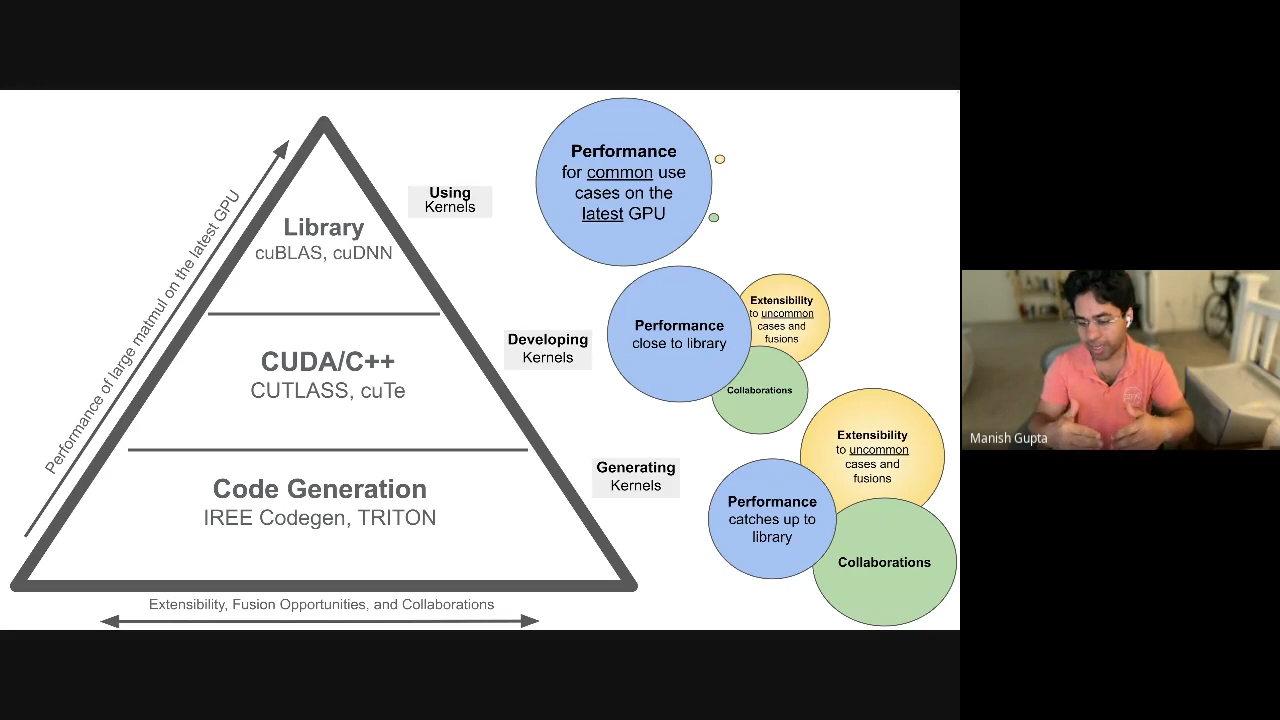 Performance of large matmul on the latest GPU
Library
cuBLAS, cuDNN
CUDA/C++
CUTLASS, cuTe
Code Generation
IREE Codegen, TRITON
Extensibility, Fusion Opportunities, and Collaborations
Using
Kernels
Performance
for common use
cases on the
latest GPU
Developing
Kernels
Performance
close to library
Extensibility
to uncommon
cases and
fusions
Collaborations
Generating
Kernels
Performance
catches up to
library
Extensibility
to uncommon
cases and
fusions
Collaborations
Manish Gupta